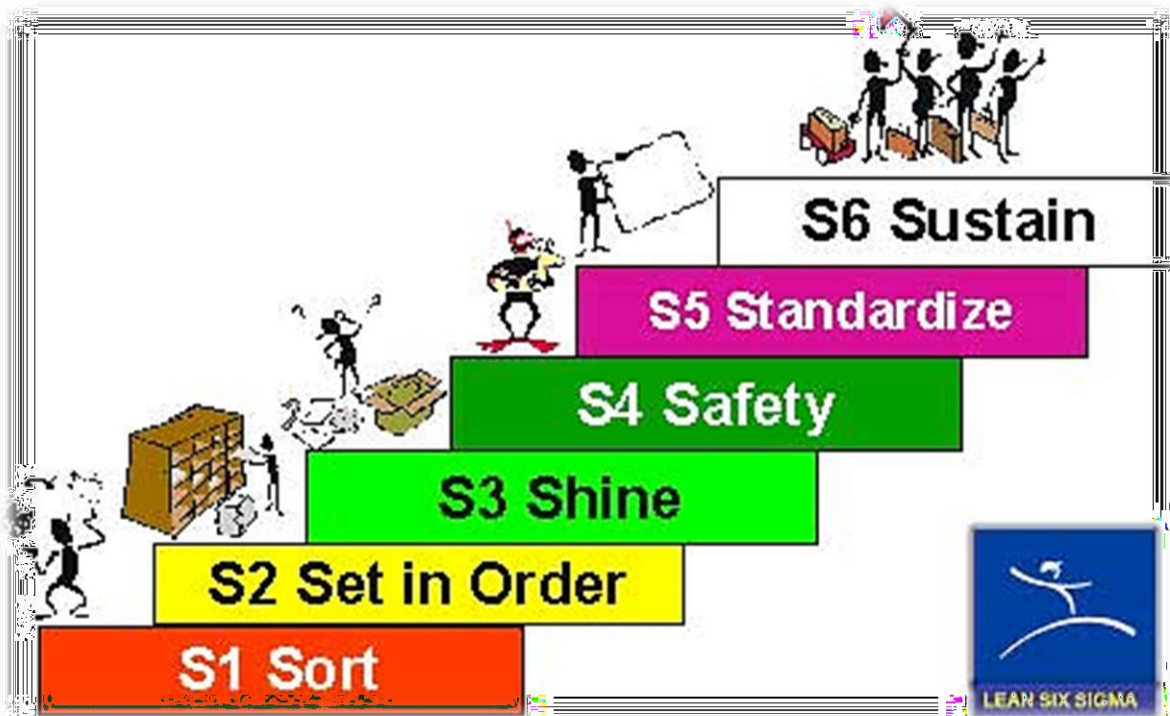 S6 Sustain
S5 Standardize
S4 Safety
S3 Shine
S2 Set in Order
S1 Sort
LEAN SIX SIGMA